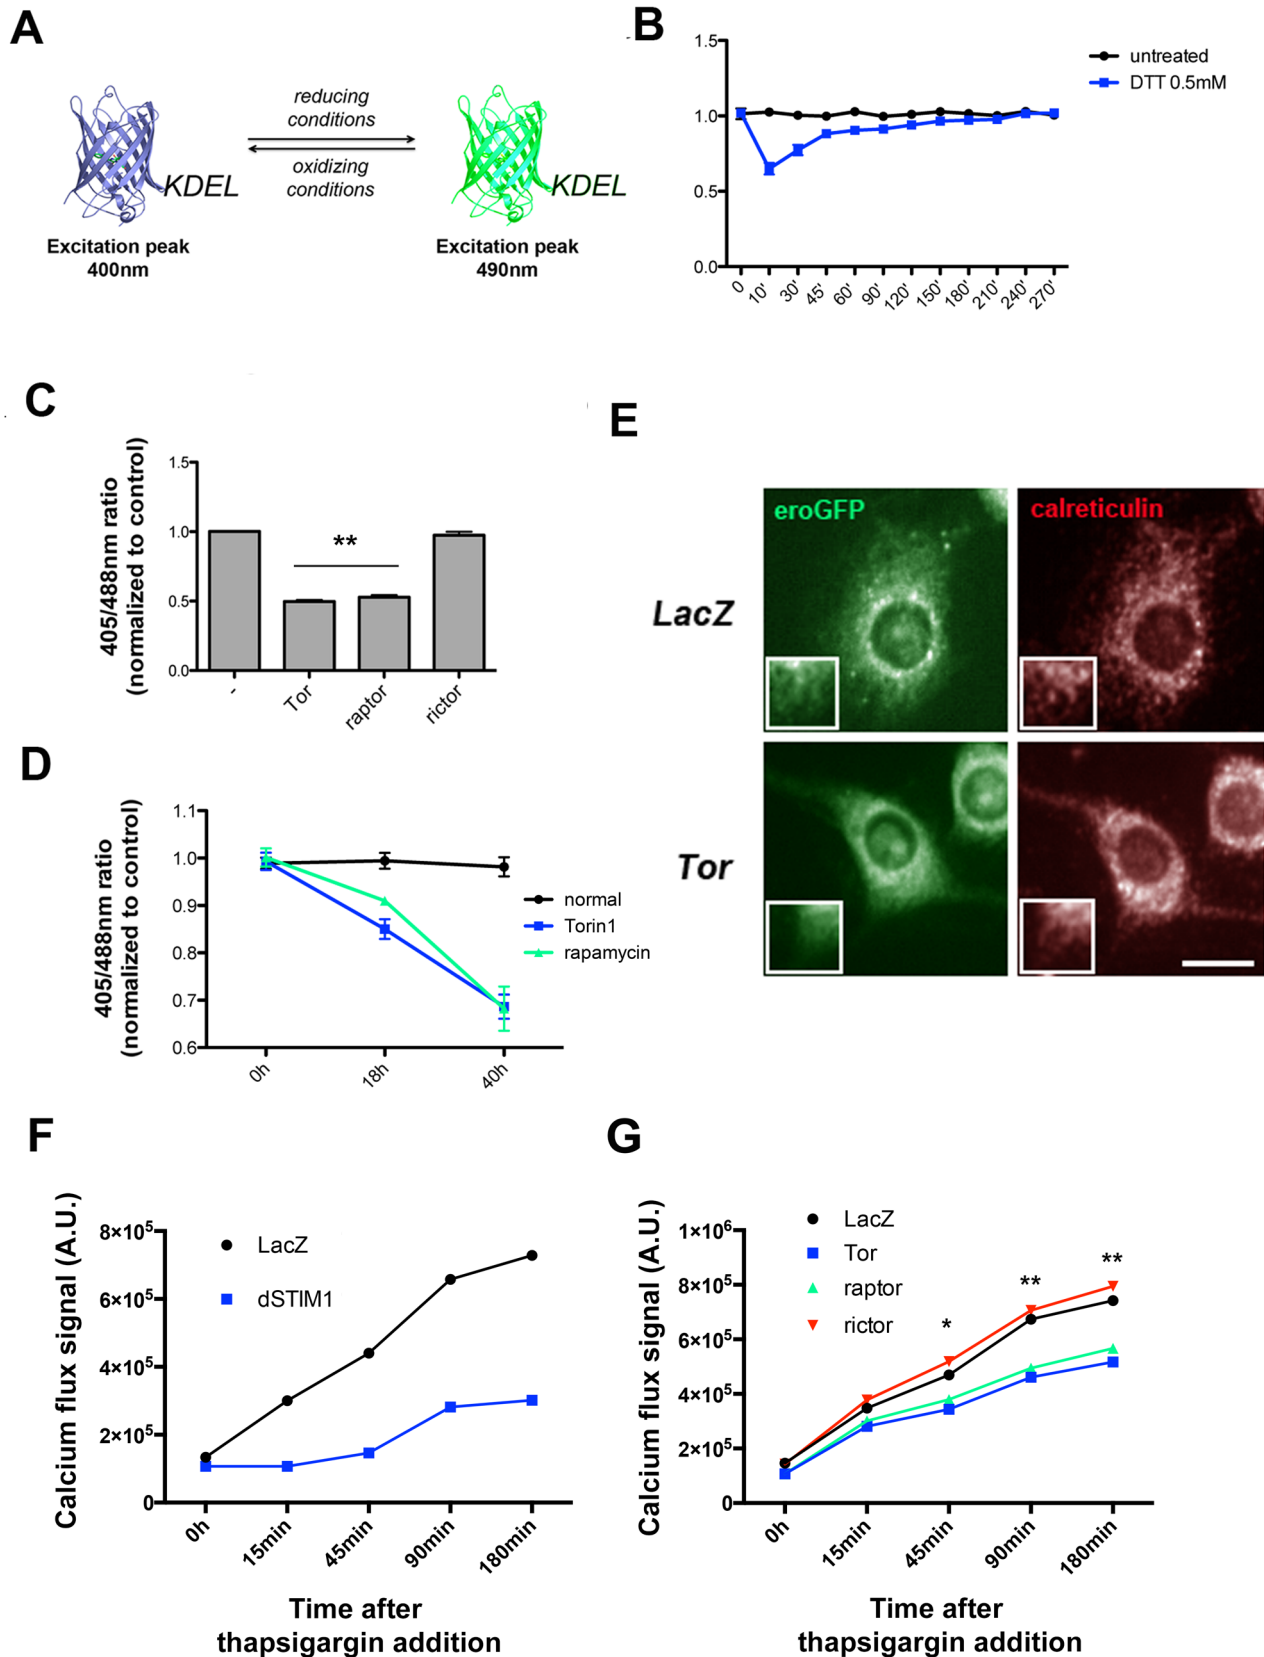 A
reducing
conditions
oxidizing
conditions
KDEL
KDEL
Excitation peak
400nm
Excitation peak
490nm
B
1.5
1.0
0.5
0.0
0
10'
30'
45'
60'
90'
120'
150'
180'
210'
240'
270'
untreated
DTT 0.5mM
C
405/488nm ratio
(normalized to control)
1.5
1.0
0.5
0.0
**
-
Tor
raptor
rictor
D
405/488nm ratio
(normalized to control)
1.1
1.0
0.9
0.8
0.7
0.6
0h
18h
40h
normal
Torin1
rapamycin
E
eroGFP
calreticulin
LacZ
Tor
F
Calcium flux signal (A.U.)
8×10⁵
6×10⁵
4×10⁵
2×10⁵
0
LacZ
dSTIM1
0h
15min
45min
90min
180min
Time after
thapsigargin addition
G
Calcium flux signal (A.U.)
1×10⁶
8×10⁵
6×10⁵
4×10⁵
2×10⁵
0
LacZ
Tor
raptor
rictor
*
**
**
0h
15min
45min
90min
180min
Time after
thapsigargin addition